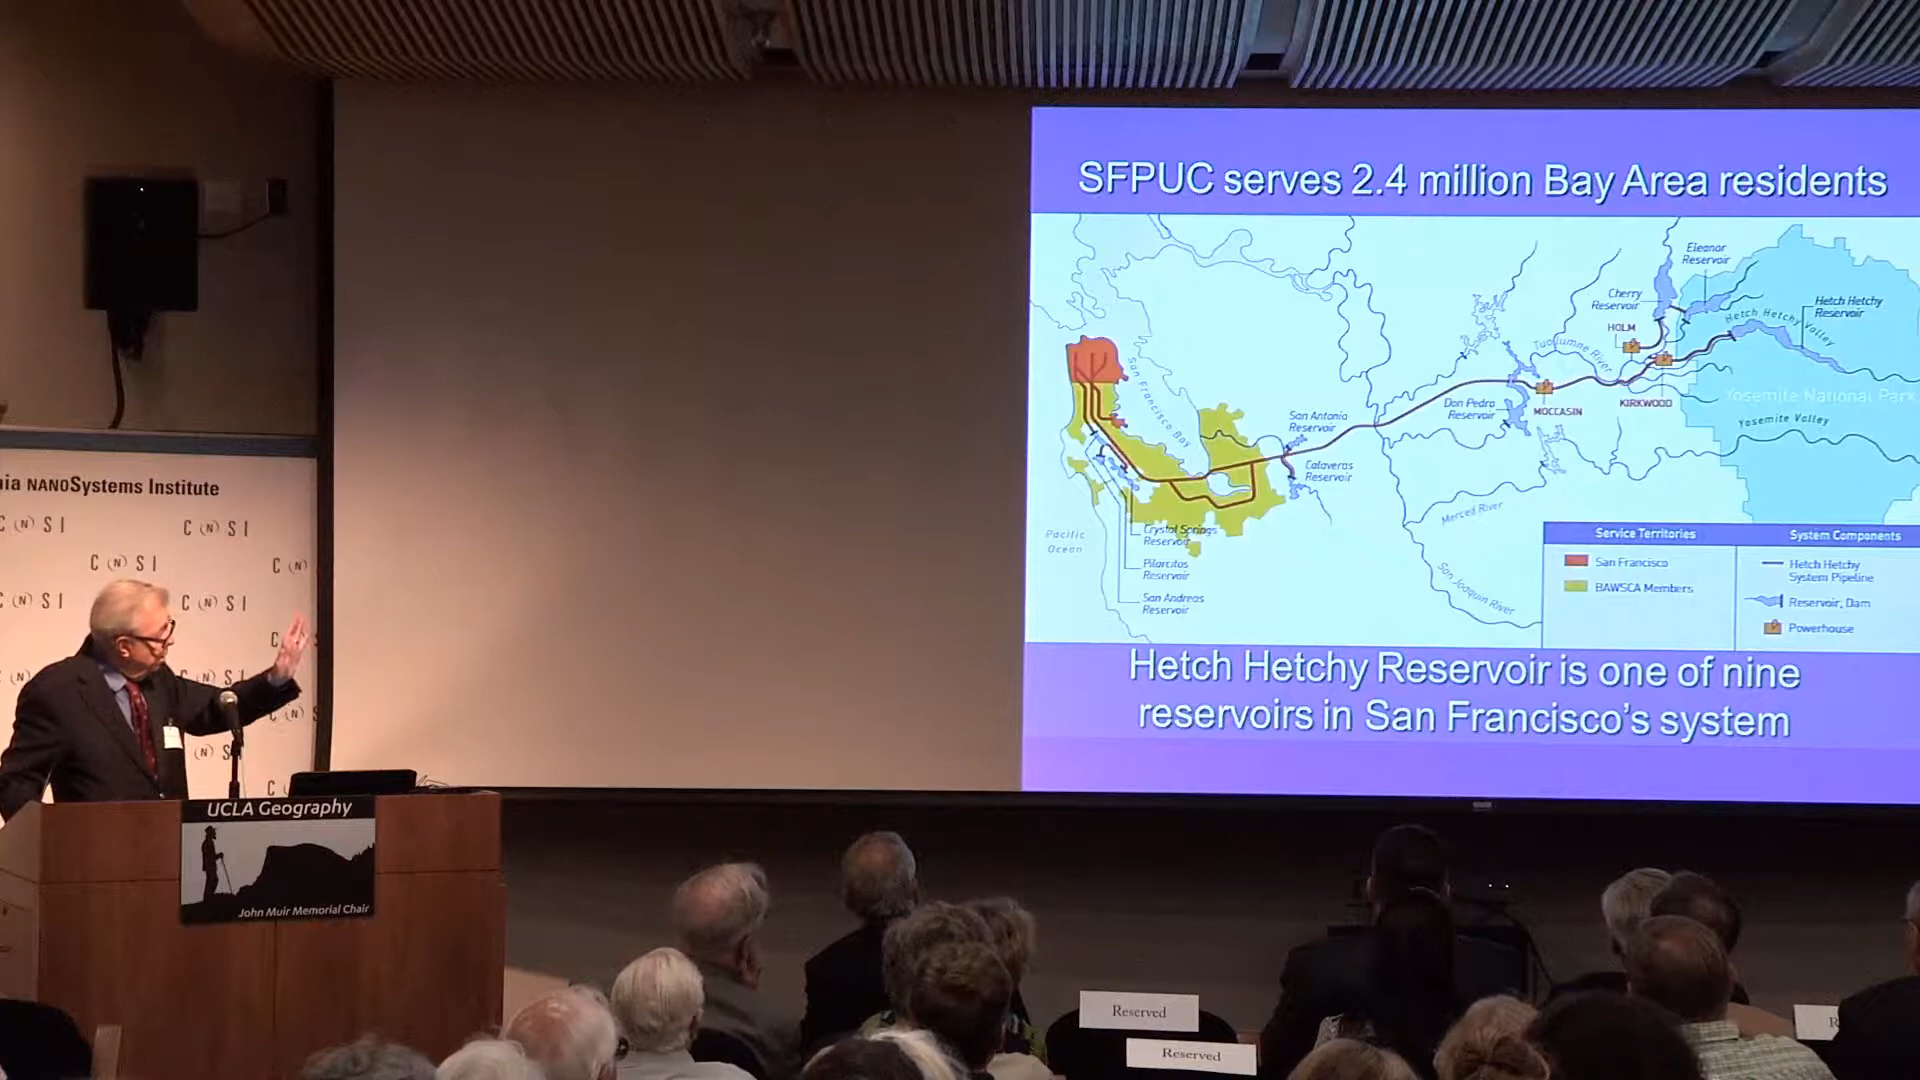 SFPUC serves 2.4 million Bay Area residents
Eleanor
Reservoir
Cherry
Reservoir
Hetch Hetchy
Reservoir
HOLM
Hetch Hetchy Valley
Tuolumne River
San Francisco Bay
Yosemite National Park
Don Pedro
Reservoir
MOCCASIN
KIRKWOOD
Yosemite Valley
San Antonio
Reservoir
Calaveras
Reservoir
Merced River
Crystal Springs
Reservoir
Pacific
Ocean
Pilarcitos
Reservoir
San Andreas
Reservoir
San Joaquin River
Service Territories
San Francisco
BAWSCA Members
System Components
Hetch Hetchy
System Pipeline
Reservoir, Dam
Powerhouse
Hetch Hetchy Reservoir is one of nine
reservoirs in San Francisco's system
nia NANOSystems Institute
C (N) S I
C (N) S I
C (N) S I
C (N)
C (N) S I
C (N) S I
UCLA Geography
John Muir Memorial Chair
Reserved
Reserved